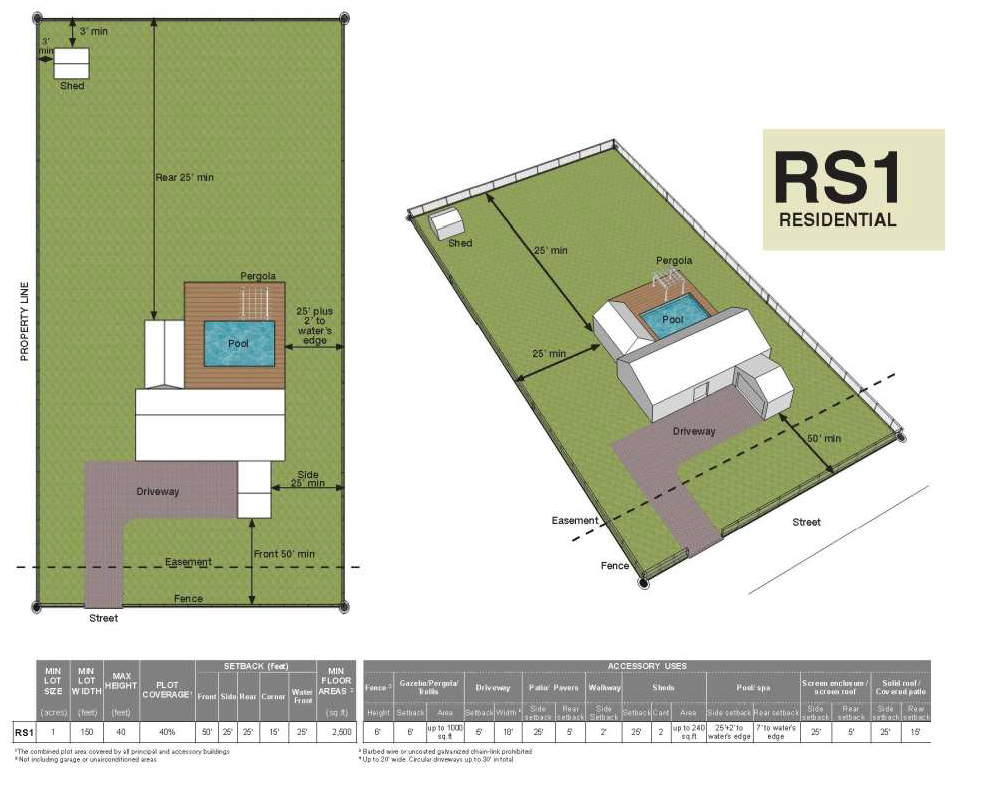 3' min
3'
min
Shed
Rear 25' min
PROPERTY LINE
Pergola
25' plus
2' to
water's
edge
Pool
Side
25' min
Driveway
Front 50' min
Easement
Fence
Street
RS1
RESIDENTIAL
Shed
25' min
Pergola
Pool
25' min
Driveway
50' min
Easement
Street
Fence
MIN LOT SIZE (acres)
MIN LOT WIDTH (feet)
MAX HEIGHT (feet)
PLOT COVERAGE¹
SETBACK (feet)
Front Side Rear Corner Water Front
MIN FLOOR AREAS ² (sq ft)
ACCESSORY USES
Fence ³ Gazebo/Pergola/Trellis Driveway Patio/ Pavers Walkway Sheds Pool/ spa Screen enclosure / screen roof Solid roof / Covered patio
Height Setback Area Setback Width ⁴ Side setback Rear setback Side Setback Setback Cant Area Side setback Rear setback Side setback Rear setback Side setback Rear setback
RS1 1 150 40 40% 50' 25' 25' 15' 25' 2,500 6' 6' up to 1000 sq.ft 5' 18' 25' 5' 2' 25' 2 up to 240 sq.ft 25'+2' to water's edge 7' to water's edge 25' 5' 25' 15'
¹The combined plot area covered by all principal and accessory buildings
² Not including garage or unairconditioned areas
³ Barbed wire or uncoated galvanized chain-link prohibited
⁴ Up to 20' wide. Circular driveways up to 30' in total